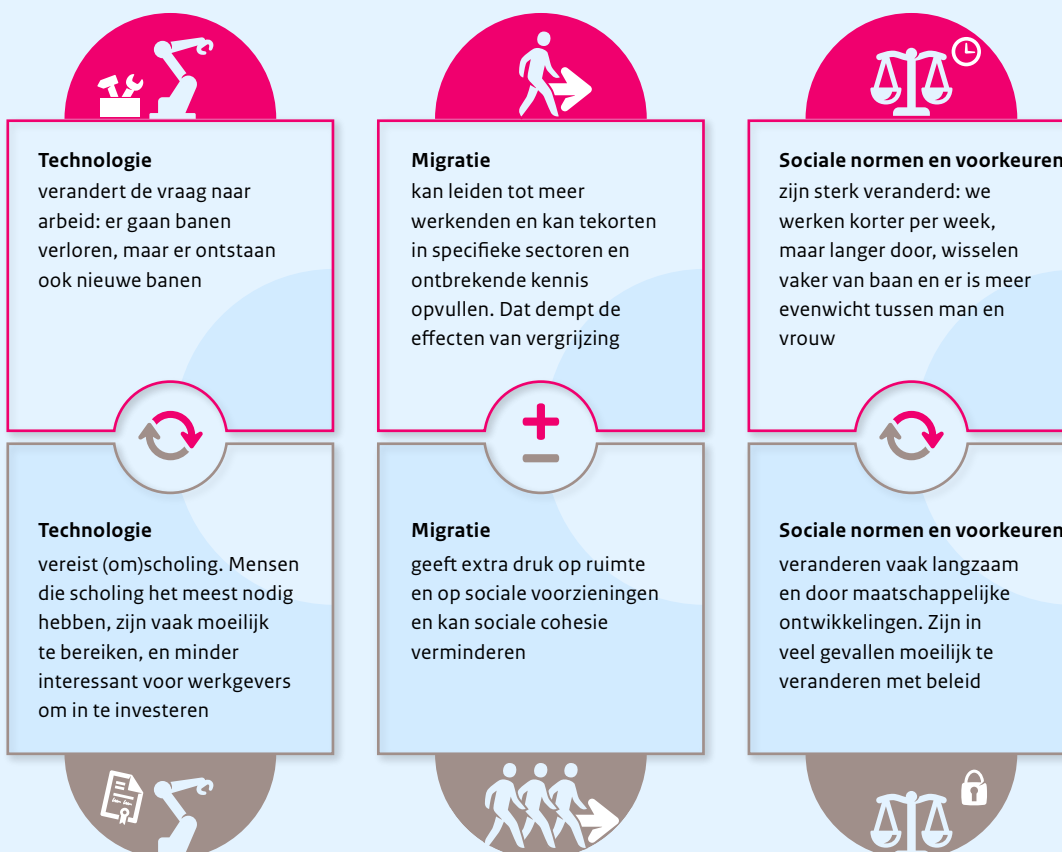 Technologie
verandert de vraag naar
arbeid: er gaan banen
verloren, maar er ontstaan
ook nieuwe banen
Migratie
kan leiden tot meer
werkenden en kan tekorten
in specifieke sectoren en
ontbrekende kennis
opvullen. Dat dempt de
effecten van vergrijzing
Sociale normen en voorkeuren
zijn sterk veranderd: we
werken korter per week,
maar langer door, wisselen
vaker van baan en er is meer
evenwicht tussen man en
vrouw
Technologie
vereist (om)scholing. Mensen
die scholing het meest nodig
hebben, zijn vaak moeilijk
te bereiken, en minder
interessant voor werkgevers
om in te investeren
Migratie
geeft extra druk op ruimte
en op sociale voorzieningen
en kan sociale cohesie
verminderen
Sociale normen en voorkeuren
veranderen vaak langzaam
en door maatschappelijke
ontwikkelingen. Zijn in
veel gevallen moeilijk te
veranderen met beleid